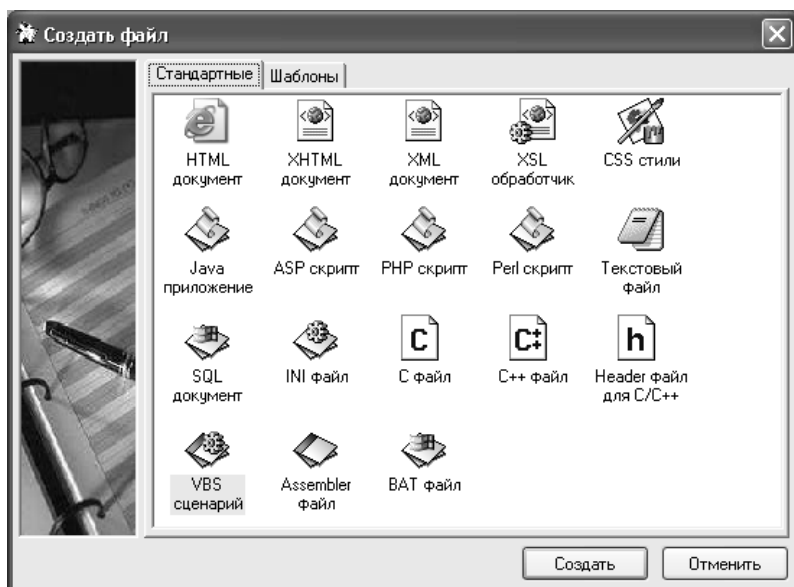 Создать файл
Стандартные Шаблоны
HTML документ
XHTML документ
XML документ
XSL обработчик
CSS стили
Java приложение
ASP скрипт
PHP скрипт
Perl скрипт
Текстовый файл
SQL документ
INI файл
C
C файл
C++
C++ файл
h
Header файл для C/C++
VBS сценарий
Assembler файл
BAT файл
Создать
Отменить